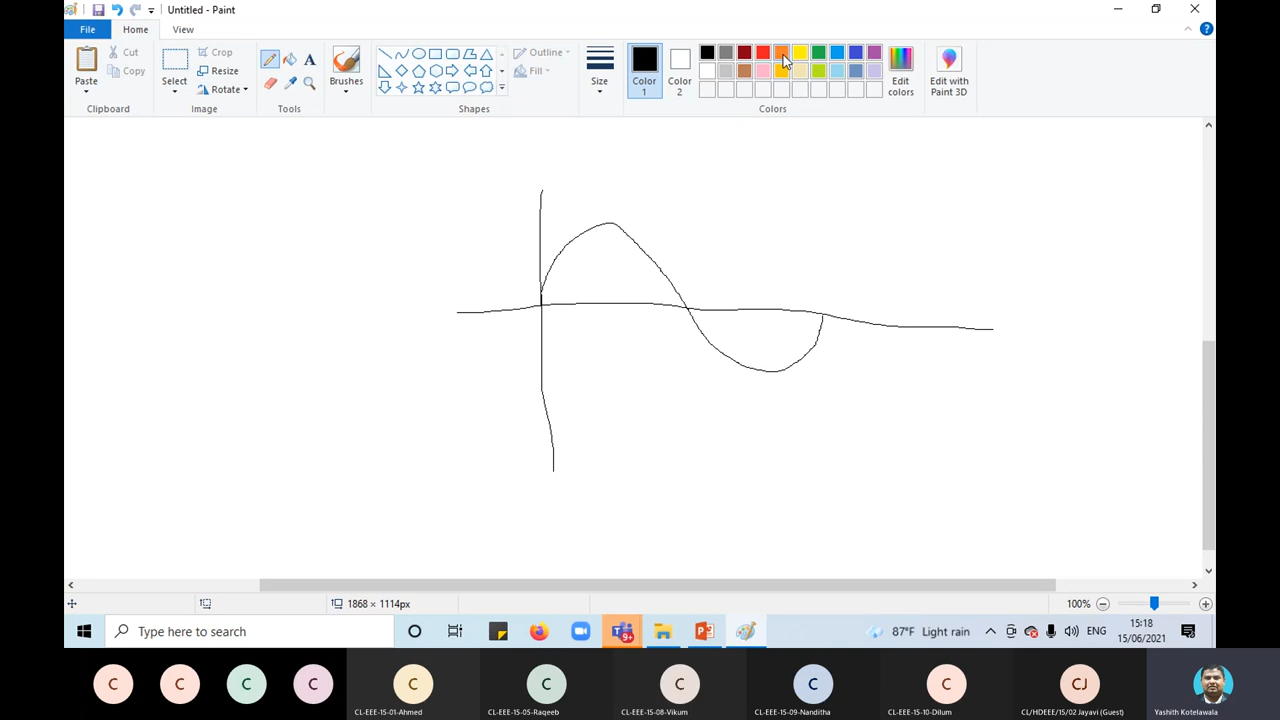 Untitled - Paint
File
Home
View
Paste
Cut
Copy
Clipboard
Select
Crop
Resize
Rotate
Image
A
Tools
Brushes
Shapes
Outline
Fill
Size
Color 1
Color 2
Colors
Edit colors
Edit with Paint 3D
1868 × 1114px
100%
Type here to search
9+
87°F Light rain
ENG
15:18
15/06/2021
C
C
C
C
C
C
C
C
C
CJ
CL-EEE-15-01-Ahmed
CL-EEE-15-05-Raqeeb
CL-EEE-15-08-Vikum
CL-EEE-15-09-Nanditha
CL-EEE-15-10-Dilum
CL/HDEEE/15/02 Jayavi (Guest)
Yashith Kotelawala